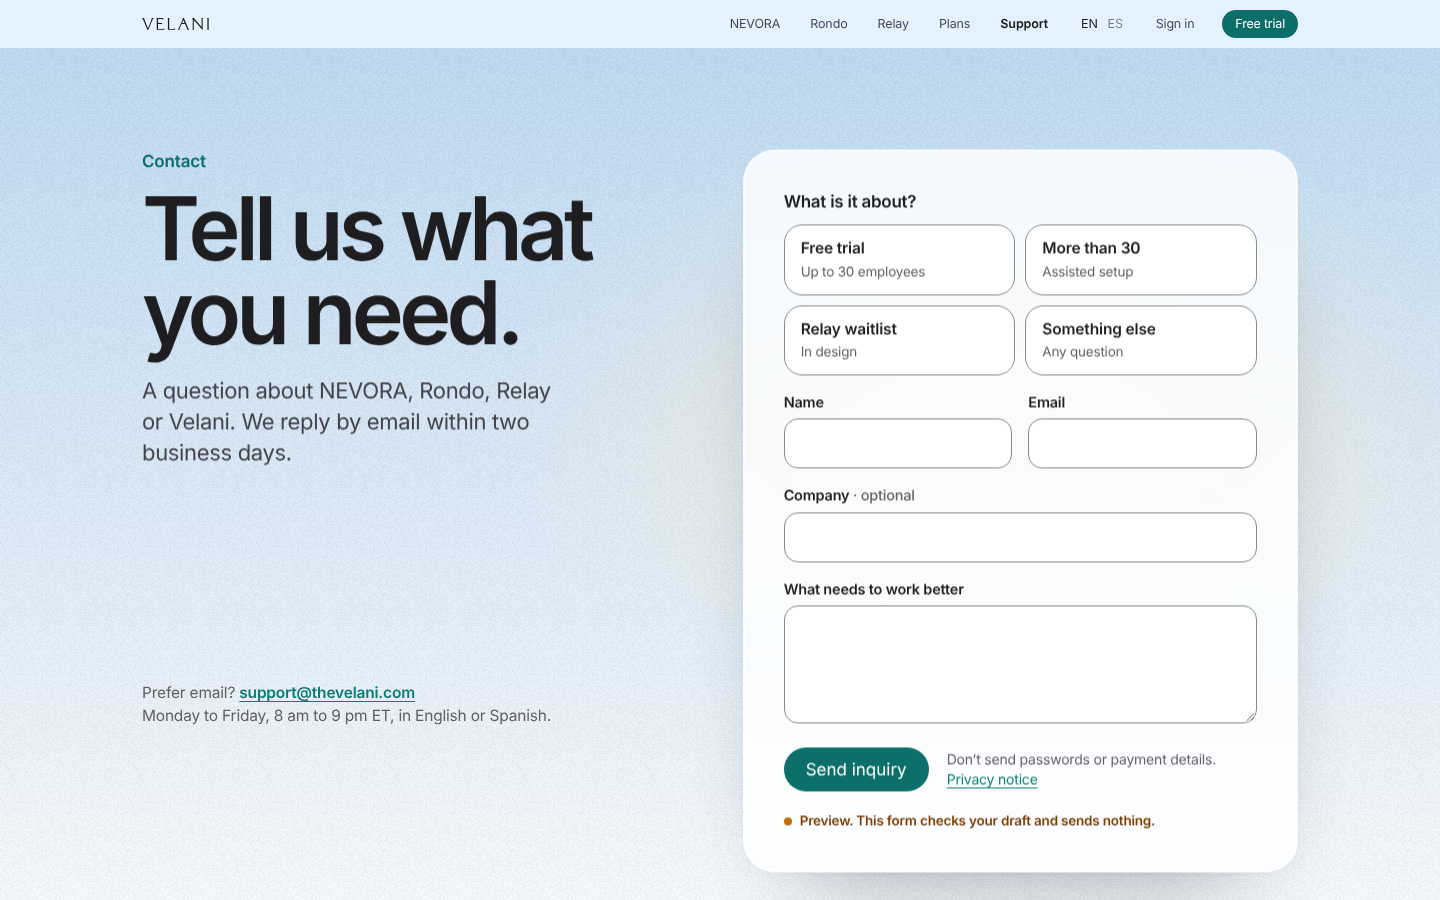 VELANI
NEVORA
Rondo
Relay
Plans
Support
EN
ES
Sign in
Free trial
Contact
Tell us what
you need.
A question about NEVORA, Rondo, Relay
or Velani. We reply by email within two
business days.
Prefer email? support@thevelani.com
Monday to Friday, 8 am to 9 pm ET, in English or Spanish.
What is it about?
Free trial
Up to 30 employees
More than 30
Assisted setup
Relay waitlist
In design
Something else
Any question
Name
Email
Company · optional
What needs to work better
Send inquiry
Don’t send passwords or payment details.
Privacy notice
Preview. This form checks your draft and sends nothing.